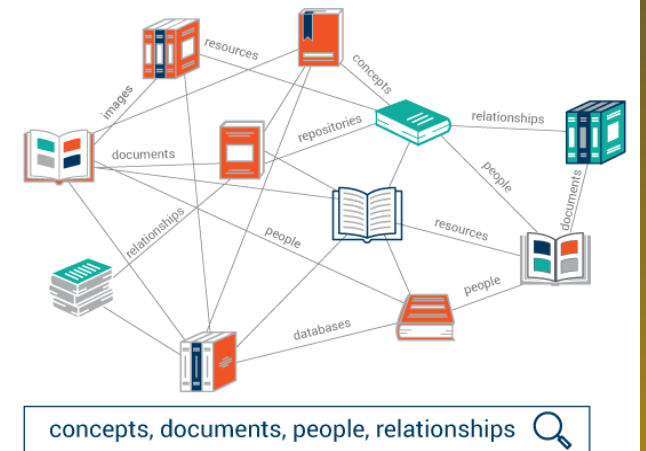 resources
concepts
images
repositories
relationships
documents
people
documents
relationships
people
resources
people
databases
concepts, documents, people, relationships